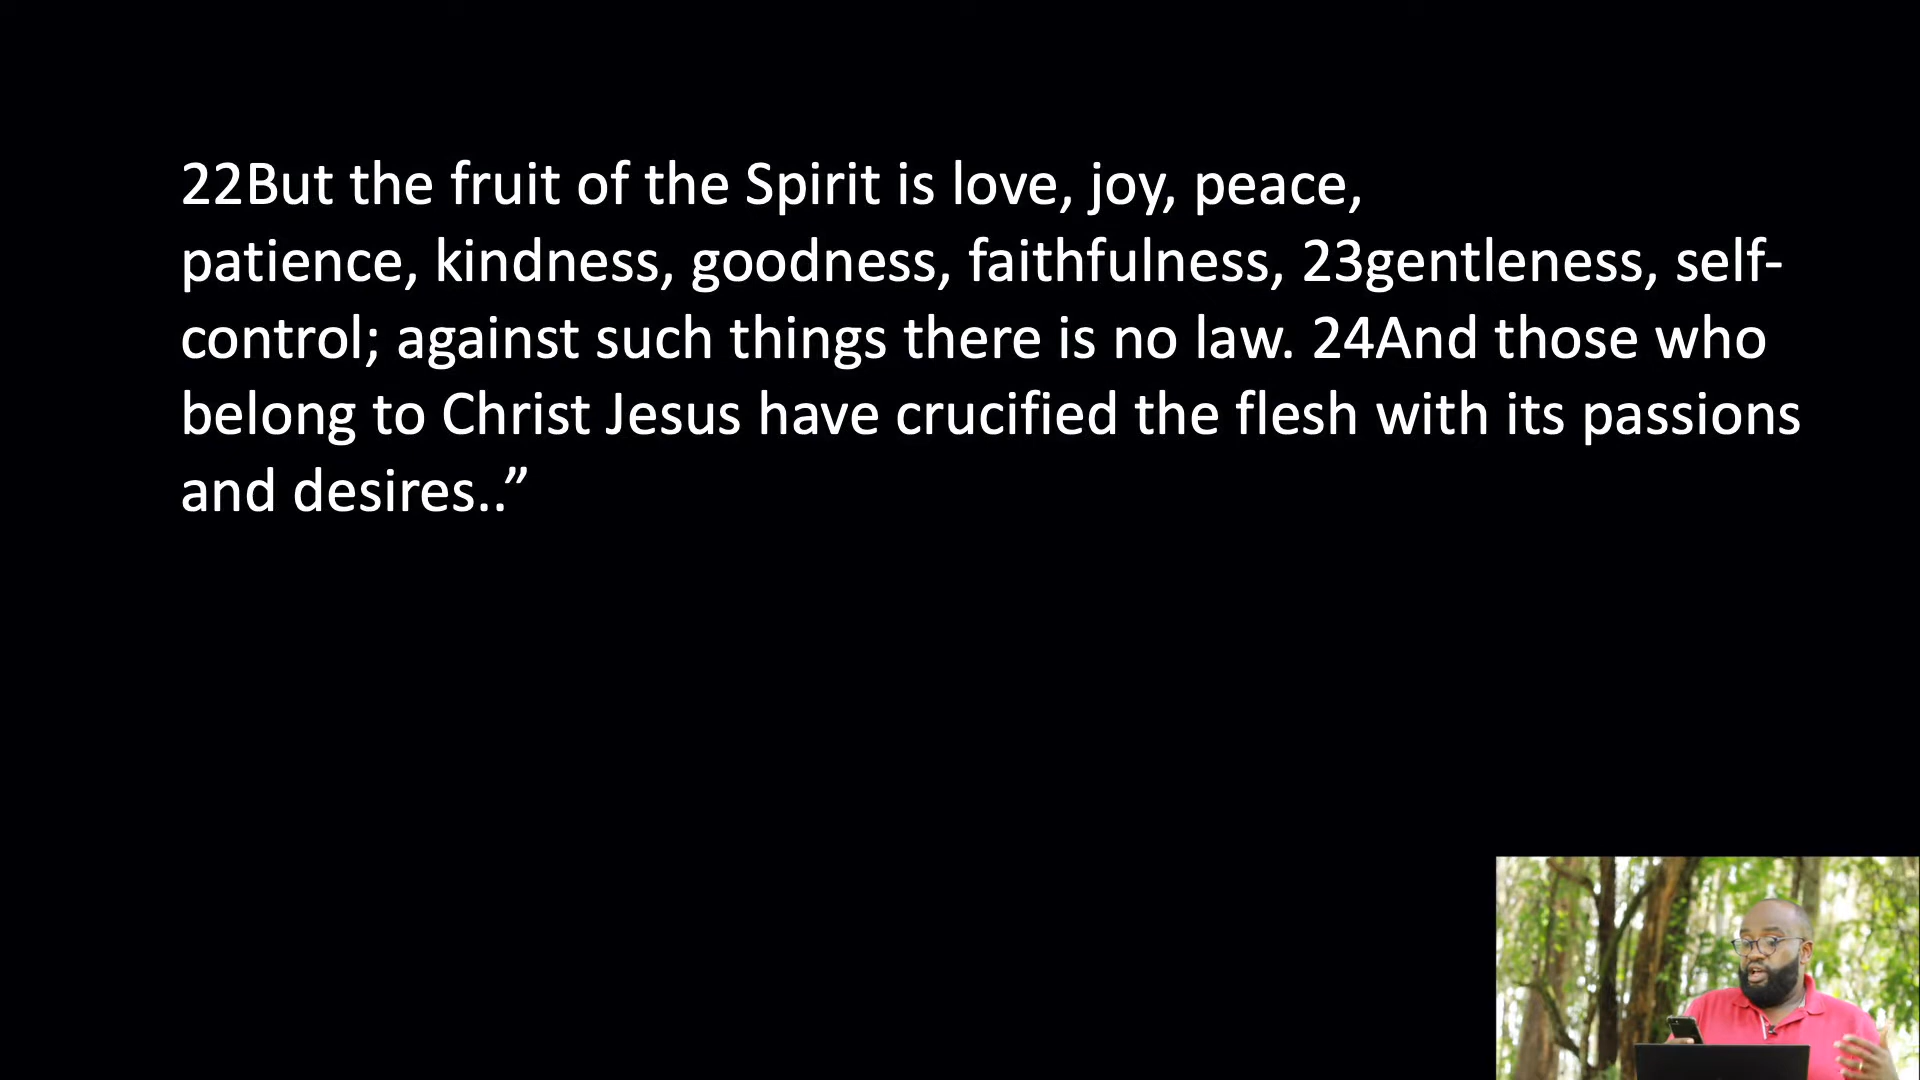 22But the fruit of the Spirit is love, joy, peace,
patience, kindness, goodness, faithfulness, 23gentleness, self-
control; against such things there is no law. 24And those who
belong to Christ Jesus have crucified the flesh with its passions
and desires..”